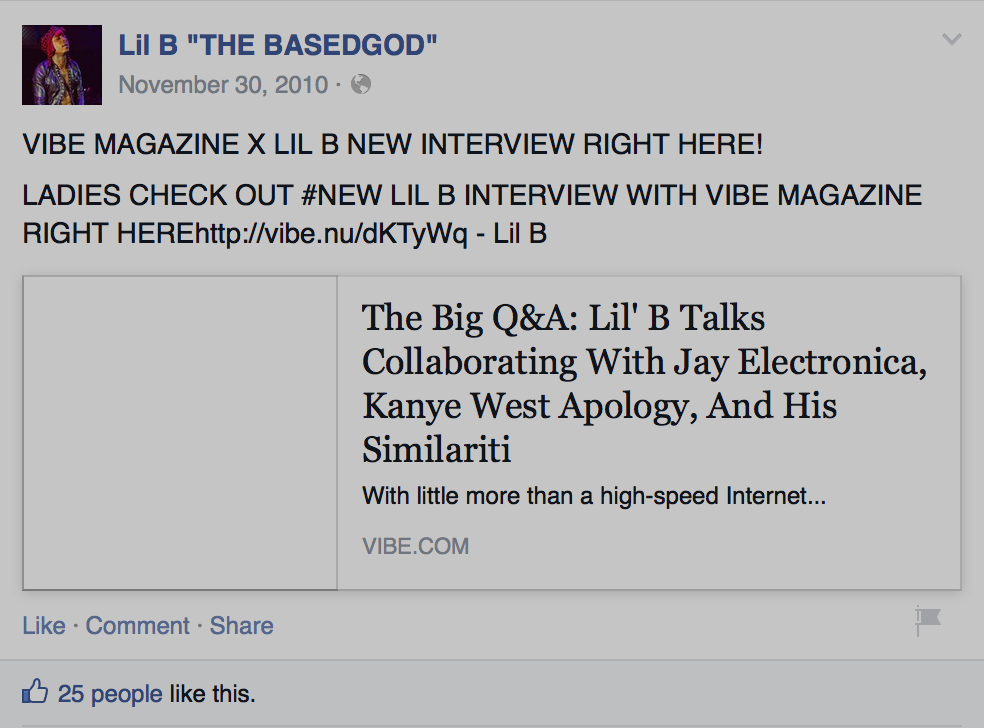 Lil B "THE BASEDGOD"
November 30, 2010 ·
VIBE MAGAZINE X LIL B NEW INTERVIEW RIGHT HERE!
LADIES CHECK OUT #NEW LIL B INTERVIEW WITH VIBE MAGAZINE
RIGHT HEREhttp://vibe.nu/dKTyWq - Lil B
The Big Q&A: Lil' B Talks
Collaborating With Jay Electronica,
Kanye West Apology, And His
Similariti
With little more than a high-speed Internet...
VIBE.COM
Like · Comment · Share
25 people like this.